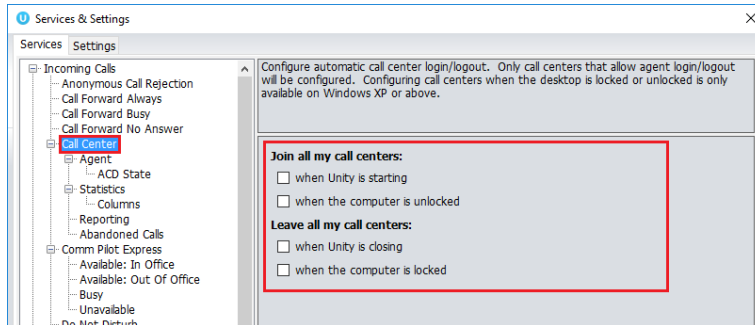 Services & Settings
Services Settings
Incoming Calls
Anonymous Call Rejection
Call Forward Always
Call Forward Busy
Call Forward No Answer
Call Center
Agent
ACD State
Statistics
Columns
Reporting
Abandoned Calls
Comm Pilot Express
Available: In Office
Available: Out Of Office
Busy
Unavailable
Do Not Disturb
Configure automatic call center login/logout. Only call centers that allow agent login/logout
will be configured. Configuring call centers when the desktop is locked or unlocked is only
available on Windows XP or above.
Join all my call centers:
when Unity is starting
when the computer is unlocked
Leave all my call centers:
when Unity is closing
when the computer is locked